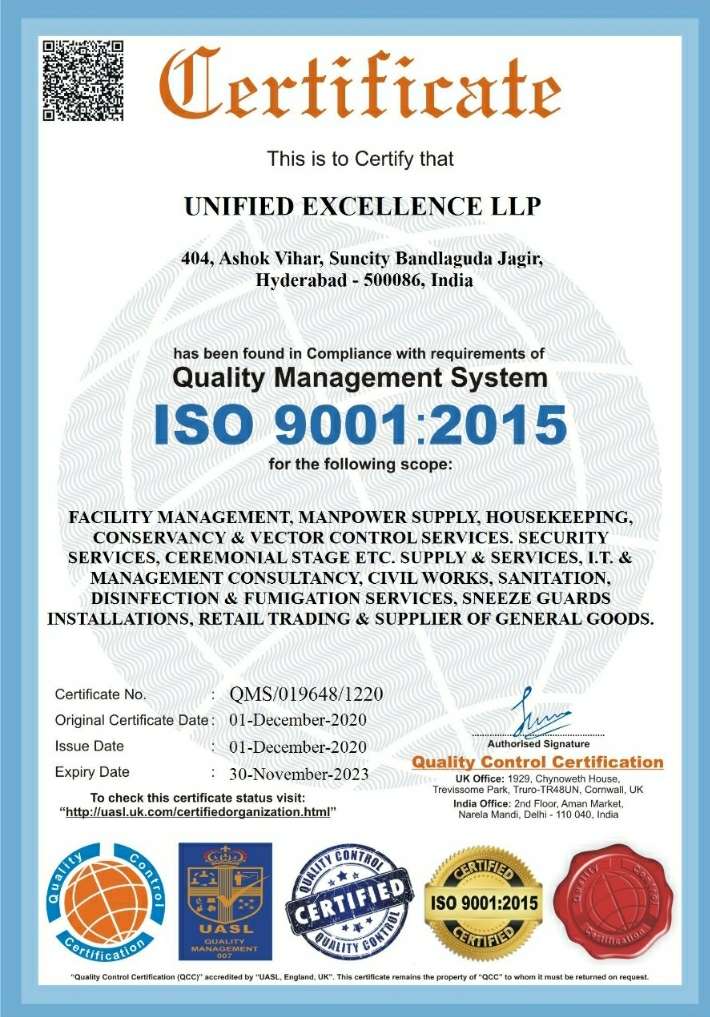 Certificate
This is to Certify that
UNIFIED EXCELLENCE LLP
404, Ashok Vihar, Suncity Bandlaguda Jagir,
Hyderabad - 500086, India
has been found in Compliance with requirements of
Quality Management System
ISO 9001:2015
for the following scope:
FACILITY MANAGEMENT, MANPOWER SUPPLY, HOUSEKEEPING,
CONSERVANCY & VECTOR CONTROL SERVICES. SECURITY
SERVICES, CEREMONIAL STAGE ETC. SUPPLY & SERVICES, I.T. &
MANAGEMENT CONSULTANCY, CIVIL WORKS, SANITATION,
DISINFECTION & FUMIGATION SERVICES, SNEEZE GUARDS
INSTALLATIONS, RETAIL TRADING & SUPPLIER OF GENERAL GOODS.
Certificate No. : QMS/019648/1220
Original Certificate Date : 01-December-2020
Issue Date : 01-December-2020
Expiry Date : 30-November-2023
To check this certificate status visit:
“http://uasl.uk.com/certifiedorganization.html”
Authorised Signature
Quality Control Certification
UK Office: 1929, Chynoweth House,
Trevissome Park, Truro-TR48UN, Cornwall, UK
India Office: 2nd Floor, Aman Market,
Narela Mandi, Delhi - 110 040, India
Quality Control
Certification
UASL
QUALITY
MANAGEMENT
007
QUALITY CONTROL
CERTIFIED
QUALITY CONTROL
CERTIFIED
ISO 9001:2015
CERTIFIED
Quality Control
Certification
“Quality Control Certification (QCC)” accredited by “UASL, England, UK”. This certificate remains the property of “QCC” to whom it must be returned on request.